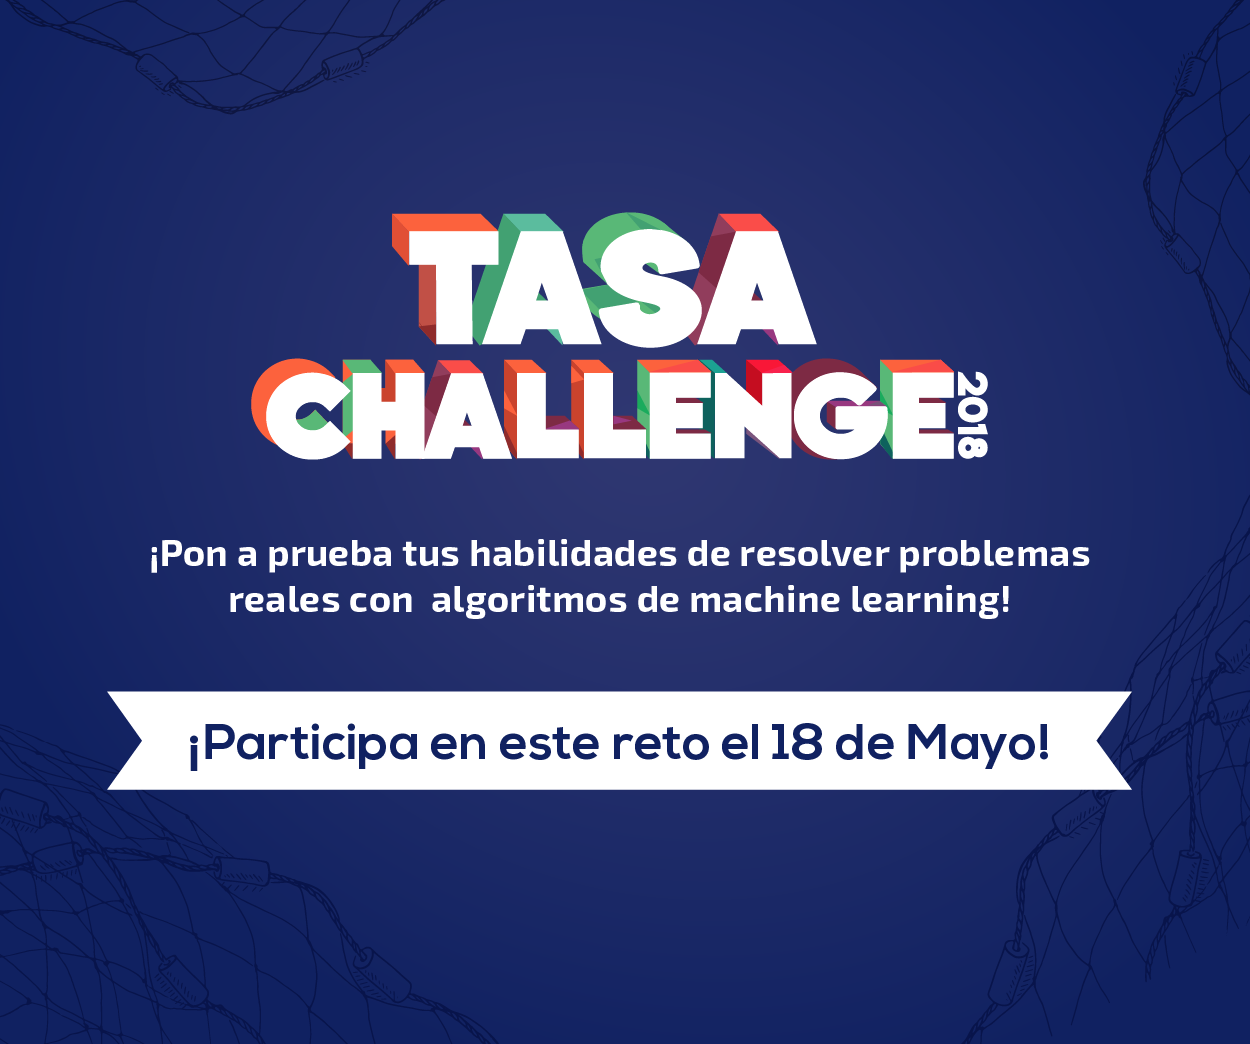 TASA
CHALLENGE 2018
¡Pon a prueba tus habilidades de resolver problemas
reales con algoritmos de machine learning!
¡Participa en este reto el 18 de Mayo!